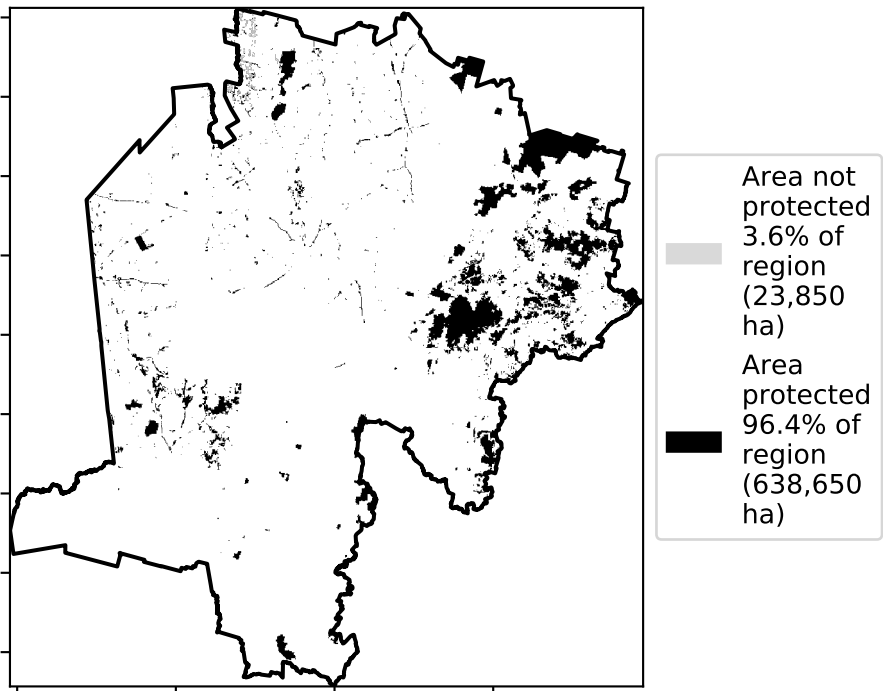 Area not
protected
3.6% of
region
(23,850
ha)
Area
protected
96.4% of
region
(638,650
ha)